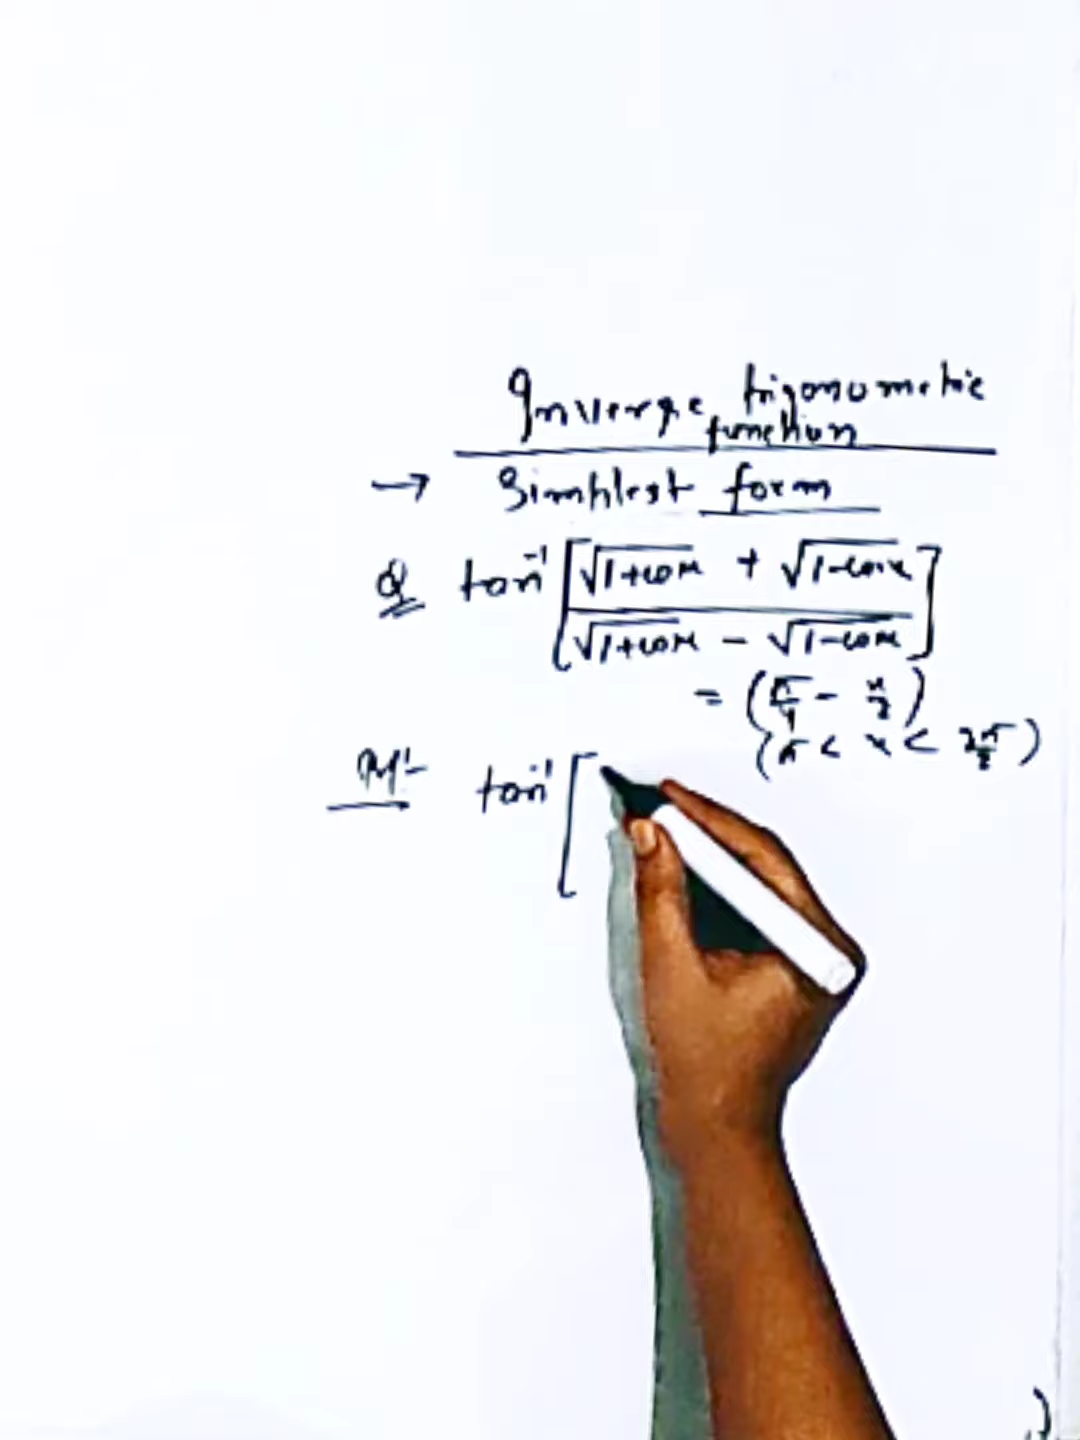 Inverse trigonometric
function
→ Simplest form
Q tan⁻¹ [√1+cosx + √1-cosx / √1+cosx - √1-cosx]
= (π/4 - x/2)
(π < x < 3π/2)
tan⁻¹ [